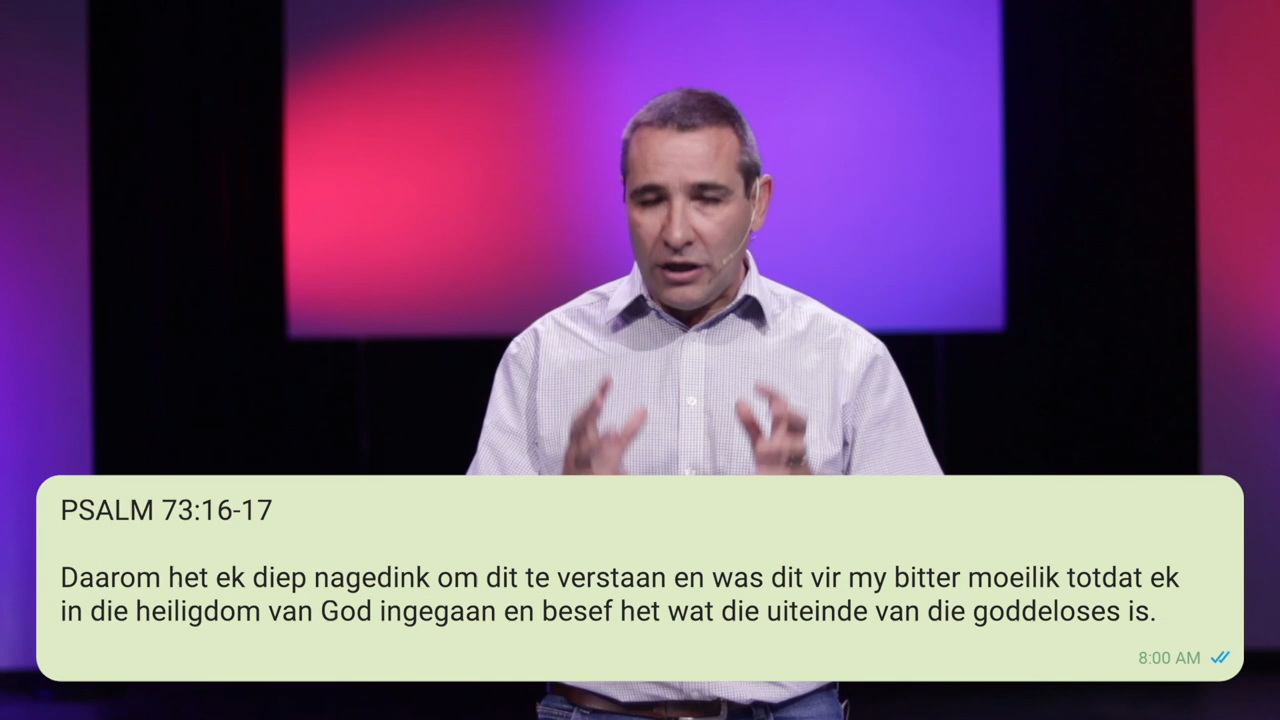 PSALM 73:16-17
Daarom het ek diep nagedink om dit te verstaan en was dit vir my bitter moeilik totdat ek
in die heiligdom van God ingegaan en besef het wat die uiteinde van die goddeloses is.
8:00 AM